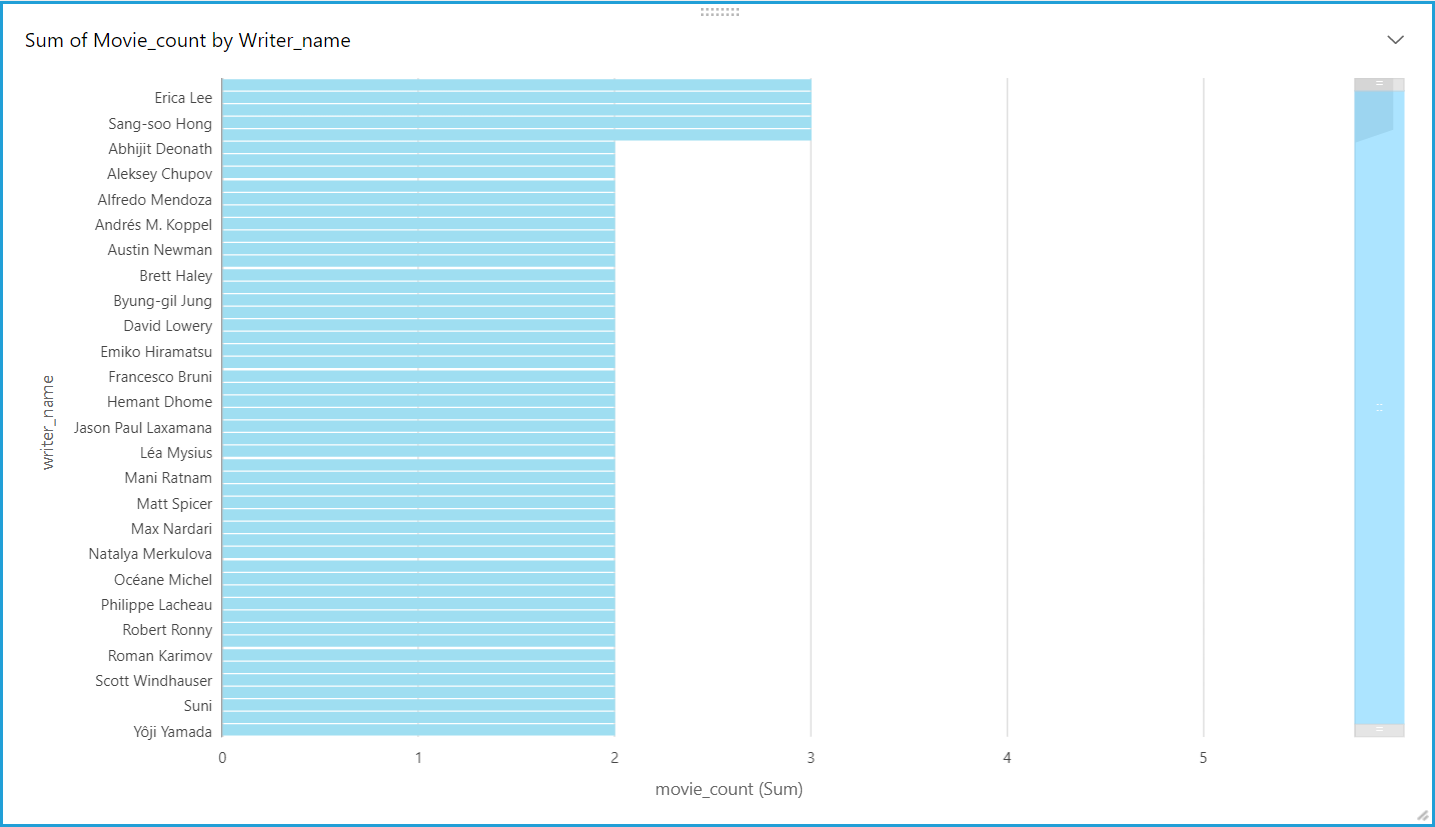 Sum of Movie_count by Writer_name
Erica Lee
Sang-soo Hong
Abhijit Deonath
Aleksey Chupov
Alfredo Mendoza
Andrés M. Koppel
Austin Newman
Brett Haley
Byung-gil Jung
David Lowery
Emiko Hiramatsu
Francesco Bruni
Hemant Dhome
Jason Paul Laxamana
Léa Mysius
Mani Ratnam
Matt Spicer
Max Nardari
Natalya Merkulova
Océane Michel
Philippe Lacheau
Robert Ronny
Roman Karimov
Scott Windhauser
Suni
Yôji Yamada
writer_name
0 1 2 3 4 5
movie_count (Sum)